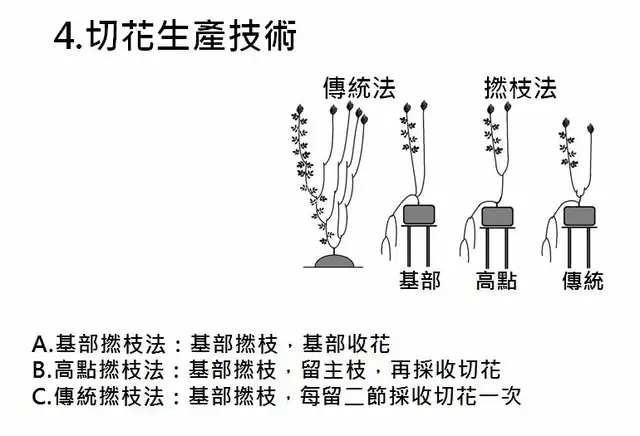 4.切花生產技術
傳統法 撚枝法
基部 高點 傳統
A.基部撚枝法：基部撚枝，基部收花
B.高點撚枝法：基部撚枝，留主枝，再採收切花
C.傳統撚枝法：基部撚枝，每留二節採收切花一次